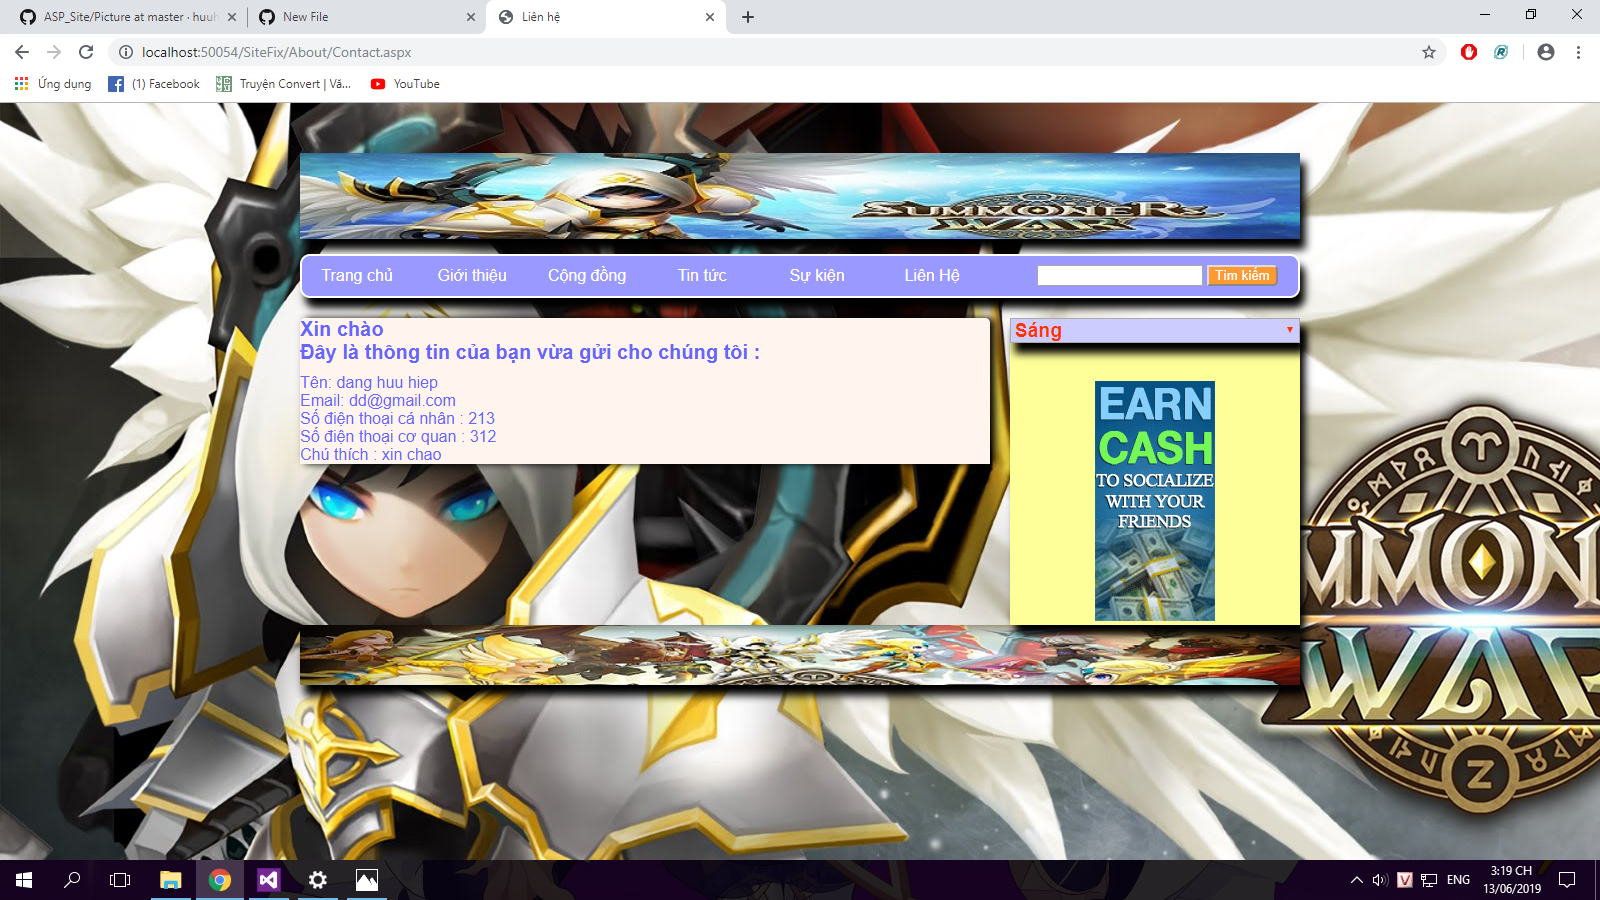 ASP_Site/Picture at master · huuh
New File
Liên hệ
localhost:50054/SiteFix/About/Contact.aspx
Ứng dụng
(1) Facebook
Truyện Convert | Vă...
YouTube
SUMMONERS
WAR
Trang chủ
Giới thiệu
Cộng đồng
Tin tức
Sự kiện
Liên Hệ
Tìm kiếm
Xin chào
Đây là thông tin của bạn vừa gửi cho chúng tôi :
Tên: dang huu hiep
Email: dd@gmail.com
Số điện thoại cá nhân : 213
Số điện thoại cơ quan : 312
Chú thích : xin chao
Sáng
EARN
CASH
TO SOCIALIZE
WITH YOUR
FRIENDS
ENG
3:19 CH
13/06/2019